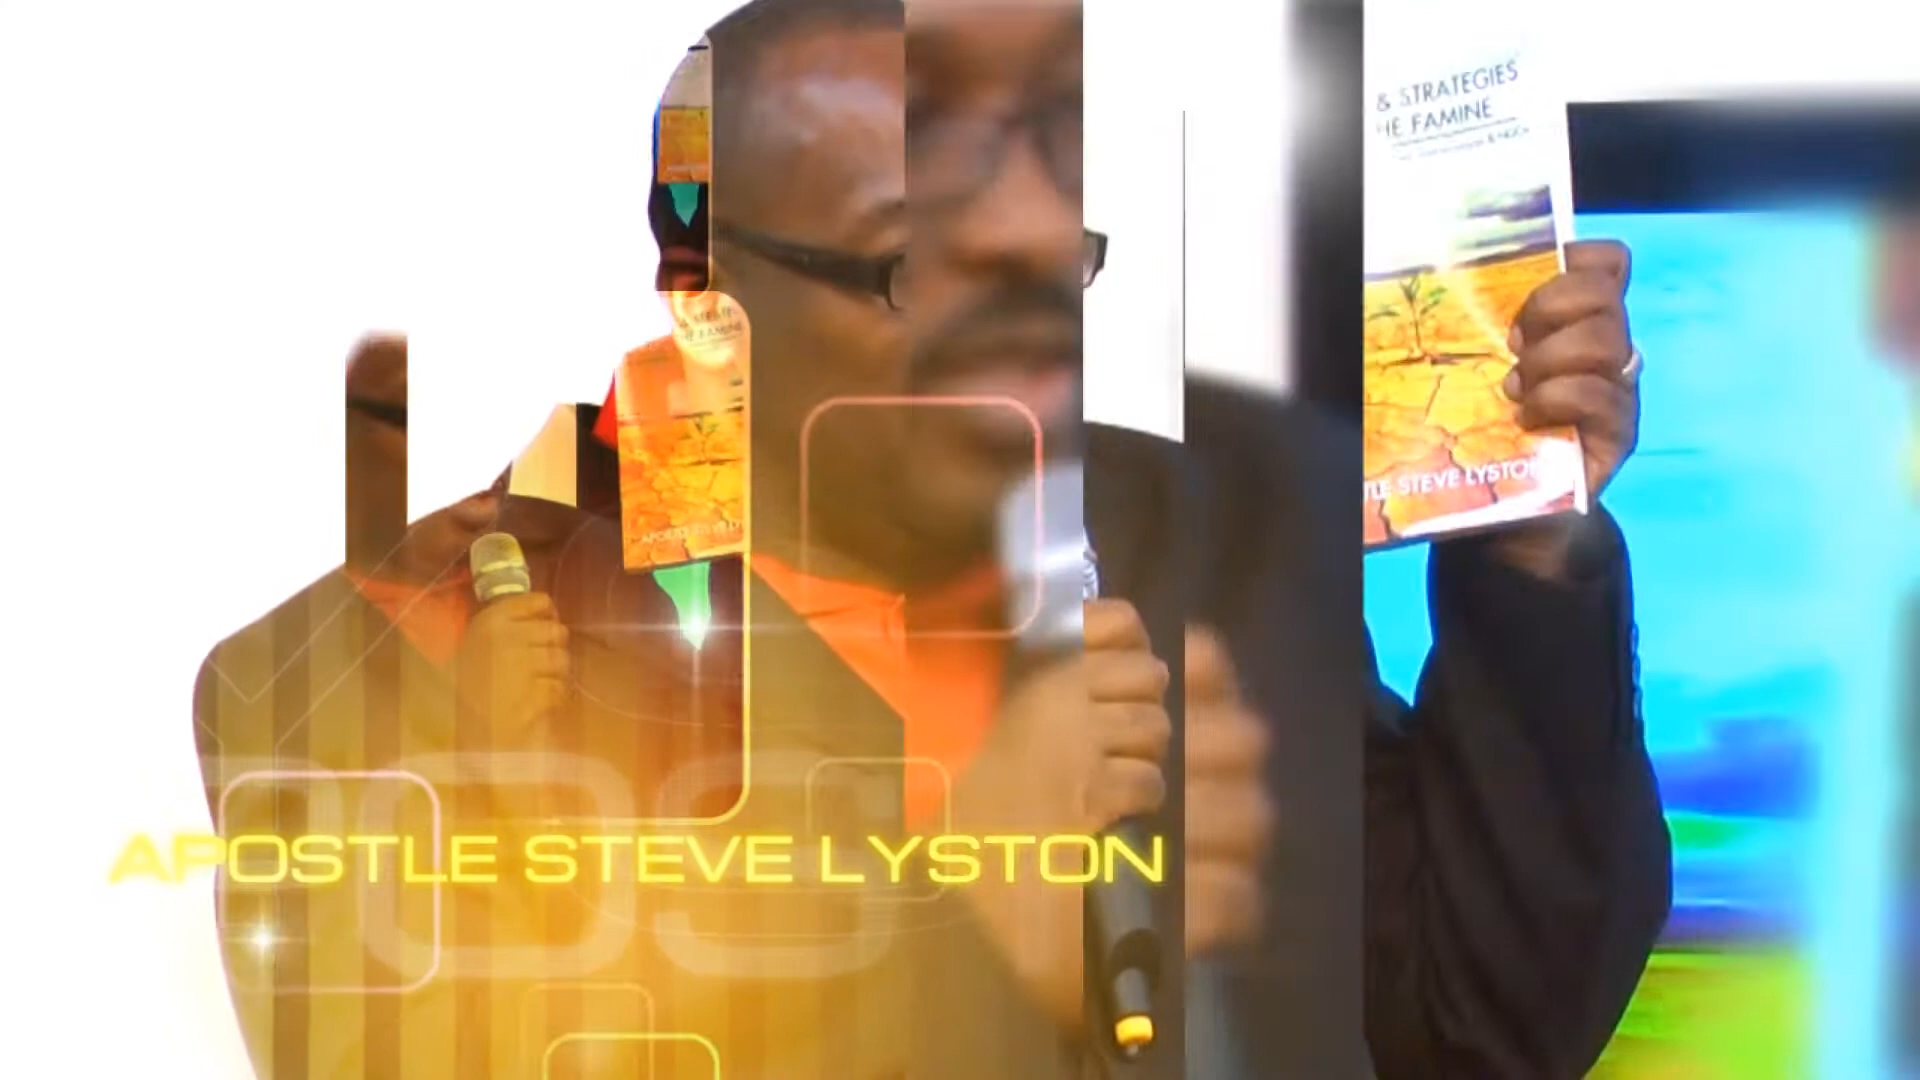 & STRATEGIES
HE FAMINE
TLE STEVE LYSTON
APOSTLE STEVE LYSTON